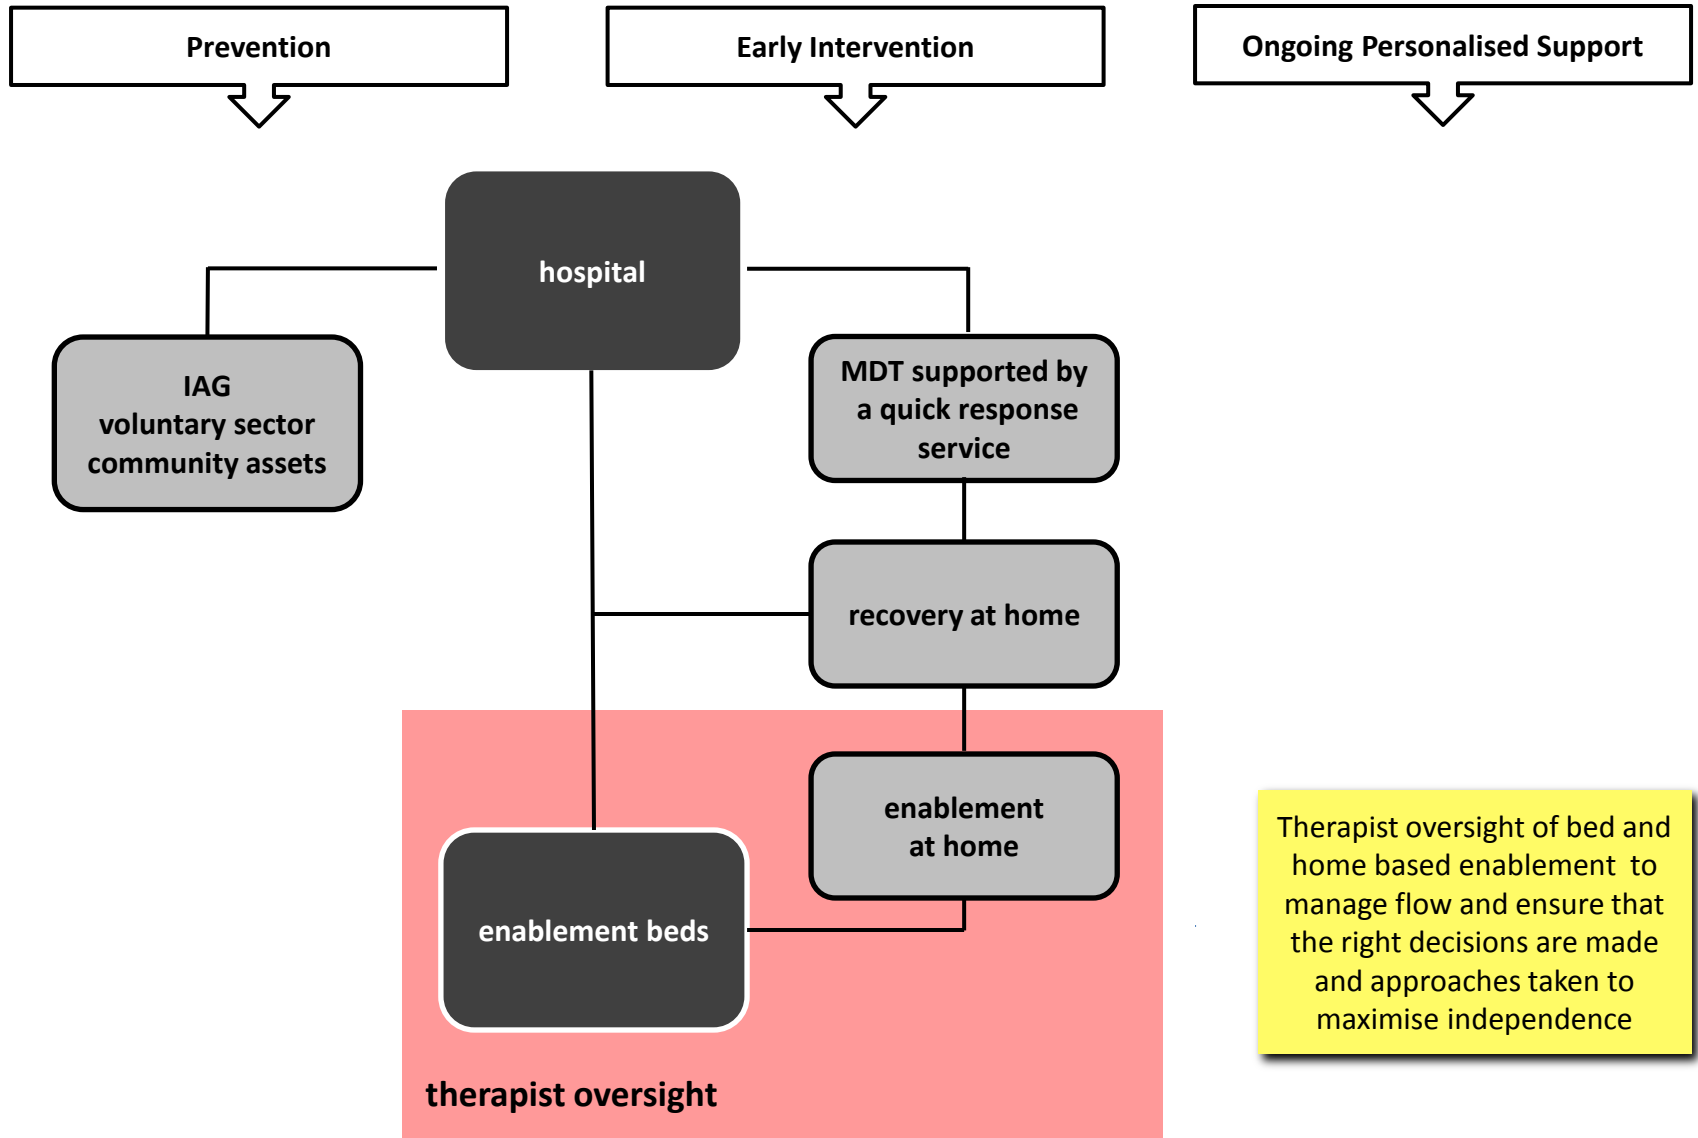 Prevention
Early Intervention
Ongoing Personalised Support
hospital
IAG
voluntary sector
community assets
MDT supported by
a quick response
service
recovery at home
enablement
at home
enablement beds
therapist oversight
Therapist oversight of bed and
home based enablement to
manage flow and ensure that
the right decisions are made
and approaches taken to
maximise independence